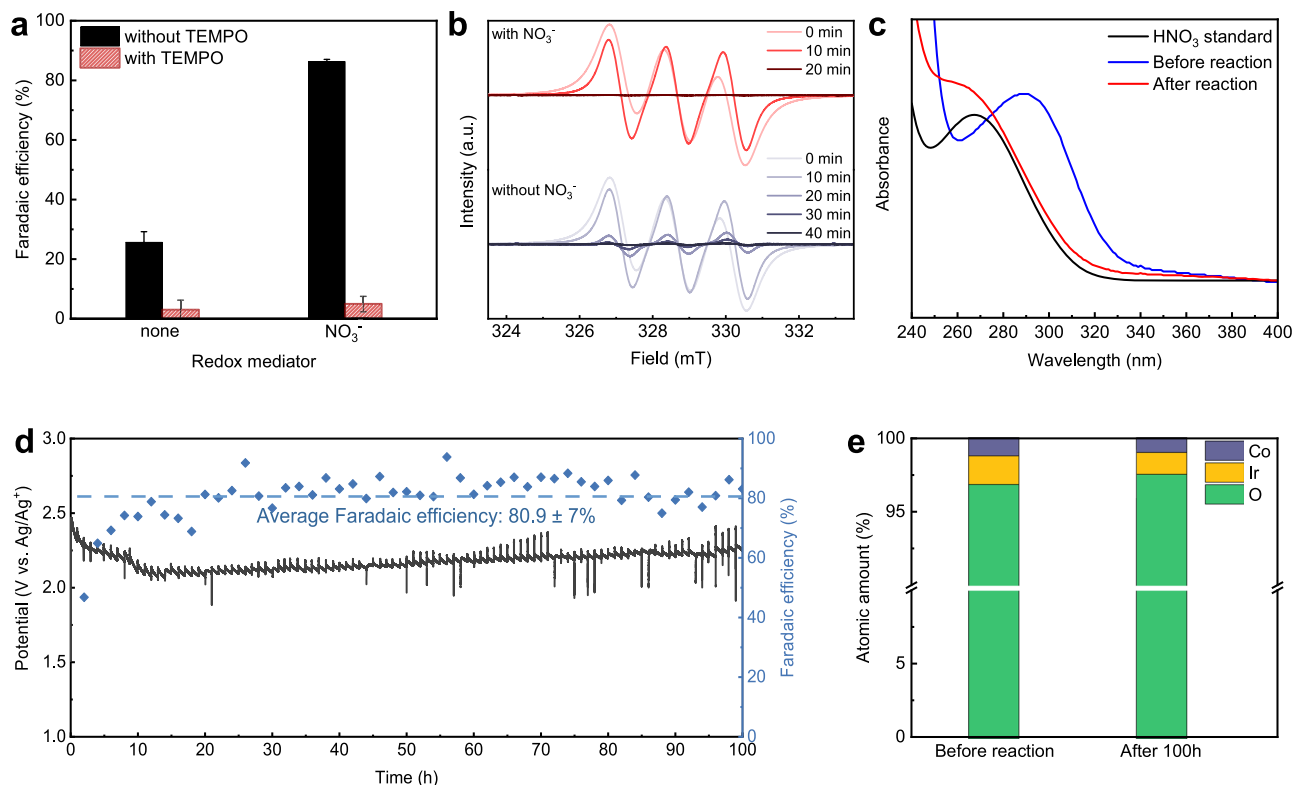 a
without TEMPO
with TEMPO
Faradaic efficiency (%)
0
20
40
60
80
100
none
NO₃⁻
Redox mediator
b
with NO₃⁻
0 min
10 min
20 min
without NO₃⁻
0 min
10 min
20 min
30 min
40 min
Intensity (a.u.)
324
326
328
330
332
Field (mT)
c
HNO₃ standard
Before reaction
After reaction
Absorbance
240
260
280
300
320
340
360
380
400
Wavelength (nm)
d
Potential (V vs. Ag/Ag⁺)
3.0
2.5
2.0
1.5
1.0
Average Faradaic efficiency: 80.9 ± 7%
100
80
60
40
20
0
Faradaic efficiency (%)
0
10
20
30
40
50
60
70
80
90
100
Time (h)
e
Co
Ir
O
Atomic amount (%)
100
95
5
0
Before reaction
After 100h